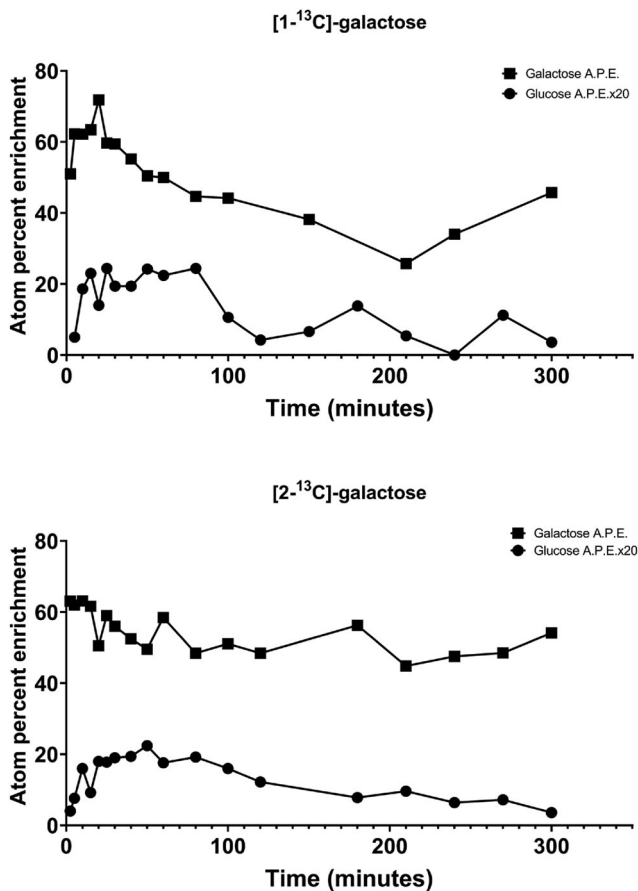 [1-¹³C]-galactose
Galactose A.P.E.
Glucose A.P.E.x20
Atom percent enrichment
80
60
40
20
0
0 100 200 300
Time (minutes)
[2-¹³C]-galactose
Galactose A.P.E.
Glucose A.P.E.x20
Atom percent enrichment
80
60
40
20
0
0 100 200 300
Time (minutes)